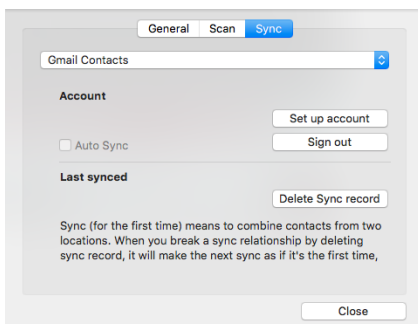 General Scan Sync
Gmail Contacts
Account
Set up account
Auto Sync
Sign out
Last synced
Delete Sync record
Sync (for the first time) means to combine contacts from two
locations. When you break a sync relationship by deleting
sync record, it will make the next sync as if it's the first time,
Close